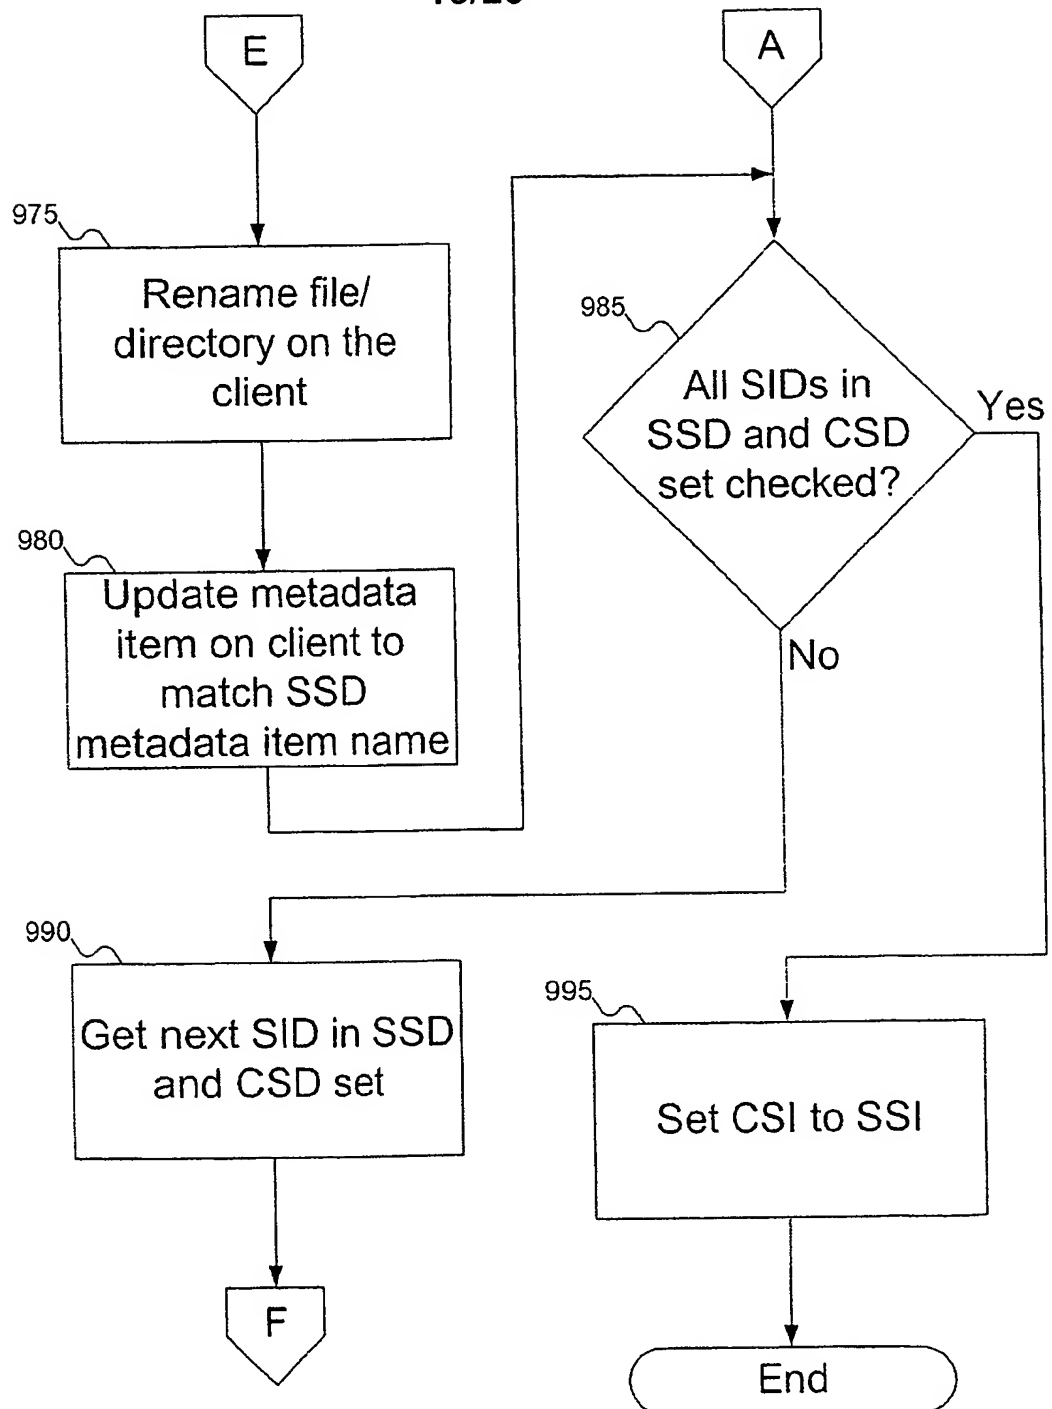 E
A
975
Rename file/
directory on the
client
985
All SIDs in
SSD and CSD
set checked?
Yes
980
Update metadata
item on client to
match SSD
metadata item name
No
990
Get next SID in SSD
and CSD set
995
Set CSI to SSI
F
End